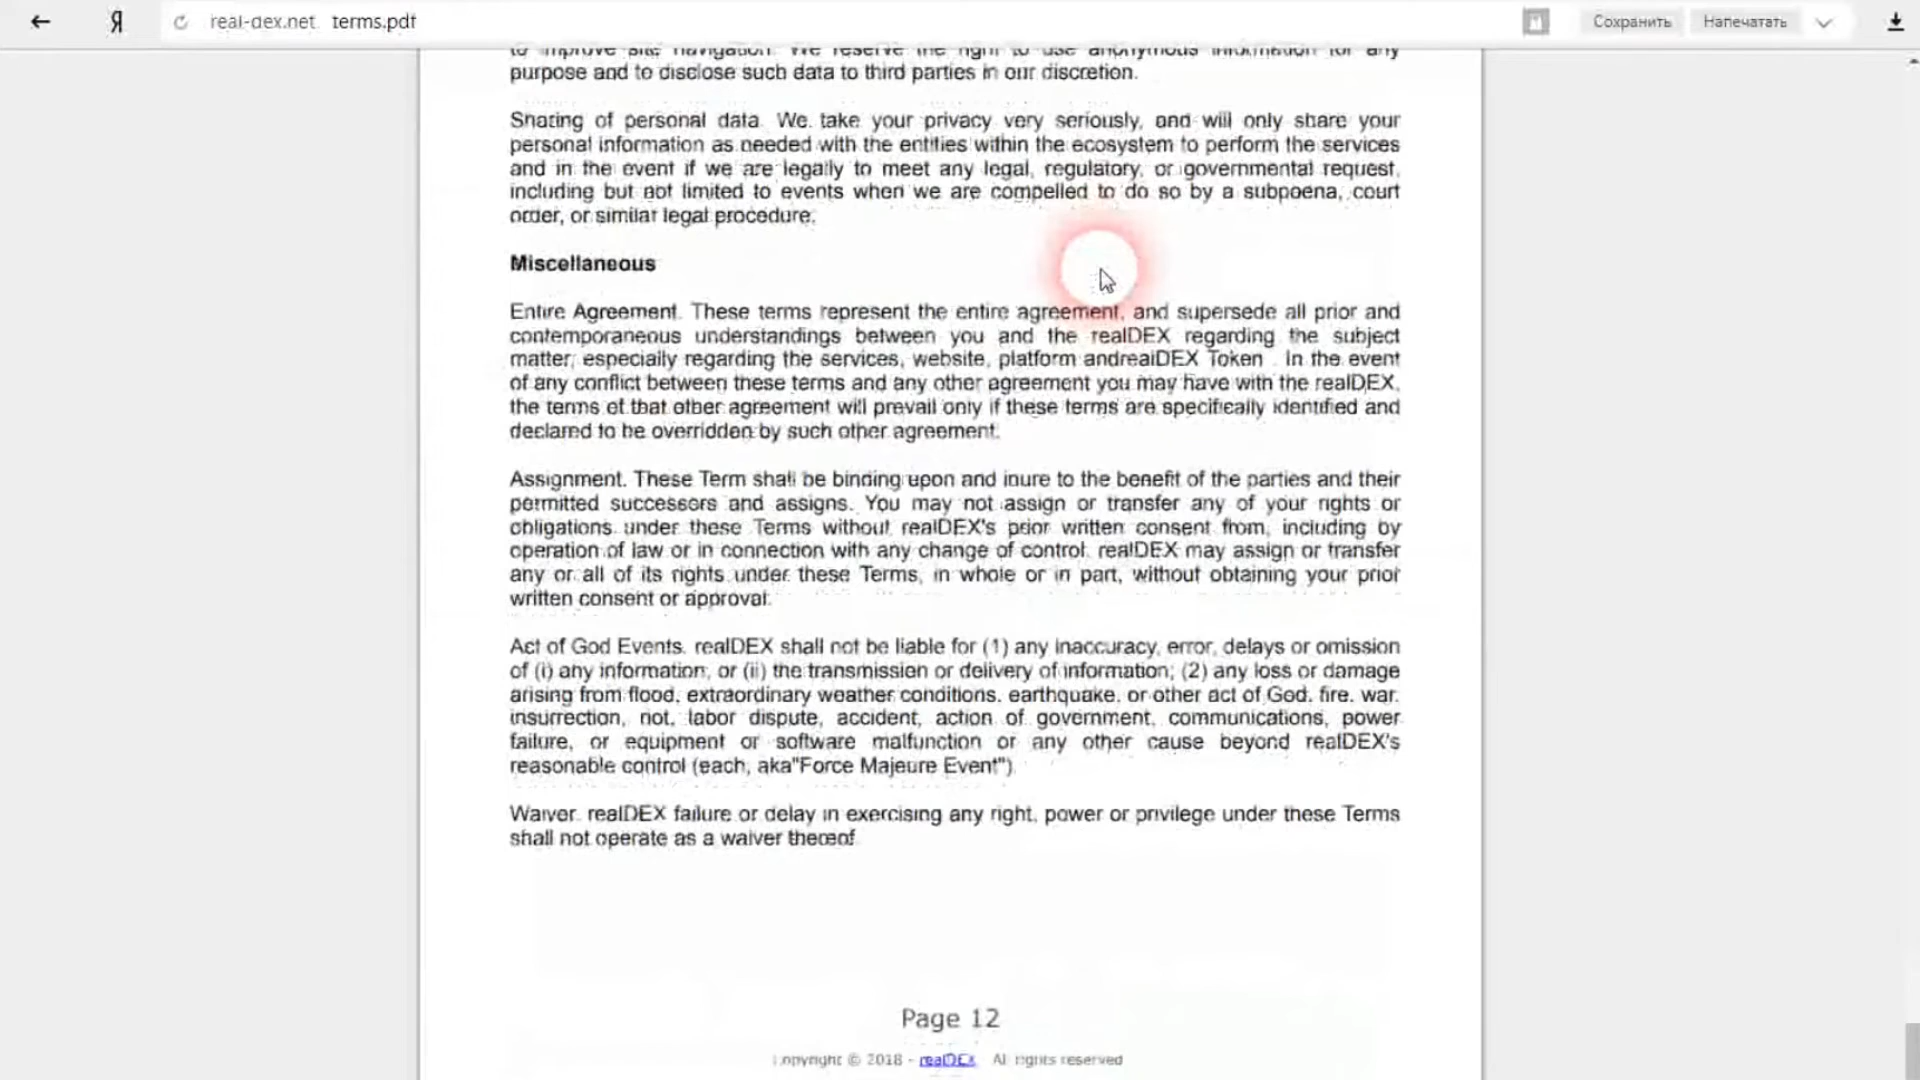 Я real-dex.net terms.pdf Сохранить Напечатать
to improve site navigation. We reserve the right to use anonymous information for any
purpose and to disclose such data to third parties in our discretion.
Sharing of personal data. We take your privacy very seriously, and will only share your
personal information as needed with the entities within the ecosystem to perform the services
and in the event if we are legally to meet any legal, regulatory, or governmental request,
including but not limited to events when we are compelled to do so by a subpoena, court
order, or similar legal procedure.
Miscellaneous
Entire Agreement. These terms represent the entire agreement, and supersede all prior and
contemporaneous understandings between you and the realDEX regarding the subject
matter, especially regarding the services, website, platform andrealDEX Token . In the event
of any conflict between these terms and any other agreement you may have with the realDEX,
the terms of that other agreement will prevail only if these terms are specifically identified and
declared to be overridden by such other agreement.
Assignment. These Term shall be binding upon and inure to the benefit of the parties and their
permitted successors and assigns. You may not assign or transfer any of your rights or
obligations under these Terms without realDEX's prior written consent from, including by
operation of law or in connection with any change of control. realDEX may assign or transfer
any or all of its rights under these Terms, in whole or in part, without obtaining your prior
written consent or approval.
Act of God Events. realDEX shall not be liable for (1) any inaccuracy, error, delays or omission
of (i) any information, or (ii) the transmission or delivery of information; (2) any loss or damage
arising from flood, extraordinary weather conditions, earthquake, or other act of God, fire, war,
insurrection, riot, labor dispute, accident, action of government, communications, power
failure, or equipment or software malfunction or any other cause beyond realDEX's
reasonable control (each, aka"Force Majeure Event").
Waiver. realDEX failure or delay in exercising any right, power or privilege under these Terms
shall not operate as a waiver thereof.
Page 12
Copyright © 2018 - realDEX. All rights reserved